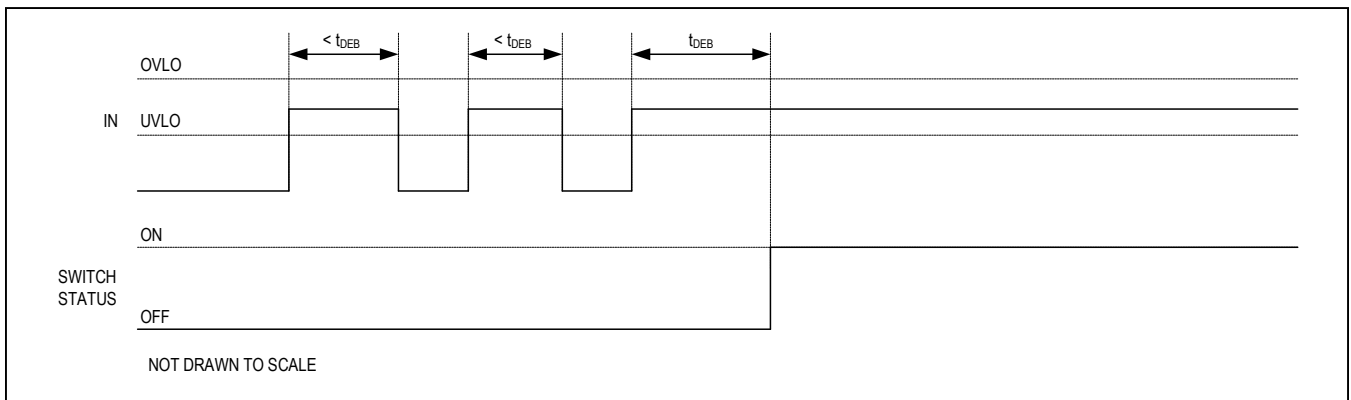 < tDEB
< tDEB
tDEB
OVLO
IN
UVLO
ON
SWITCH
STATUS
OFF
NOT DRAWN TO SCALE